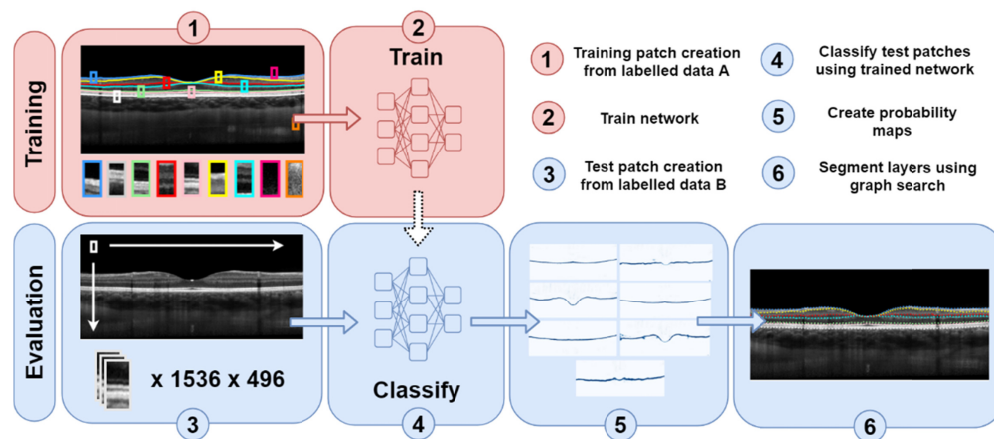 1
2
Training
Train
1
Training patch creation
from labelled data A
2
Train network
3
Test patch creation
from labelled data B
4
Classify test patches
using trained network
5
Create probability
maps
6
Segment layers using
graph search
Evaluation
x 1536 x 496
Classify
3
4
5
6